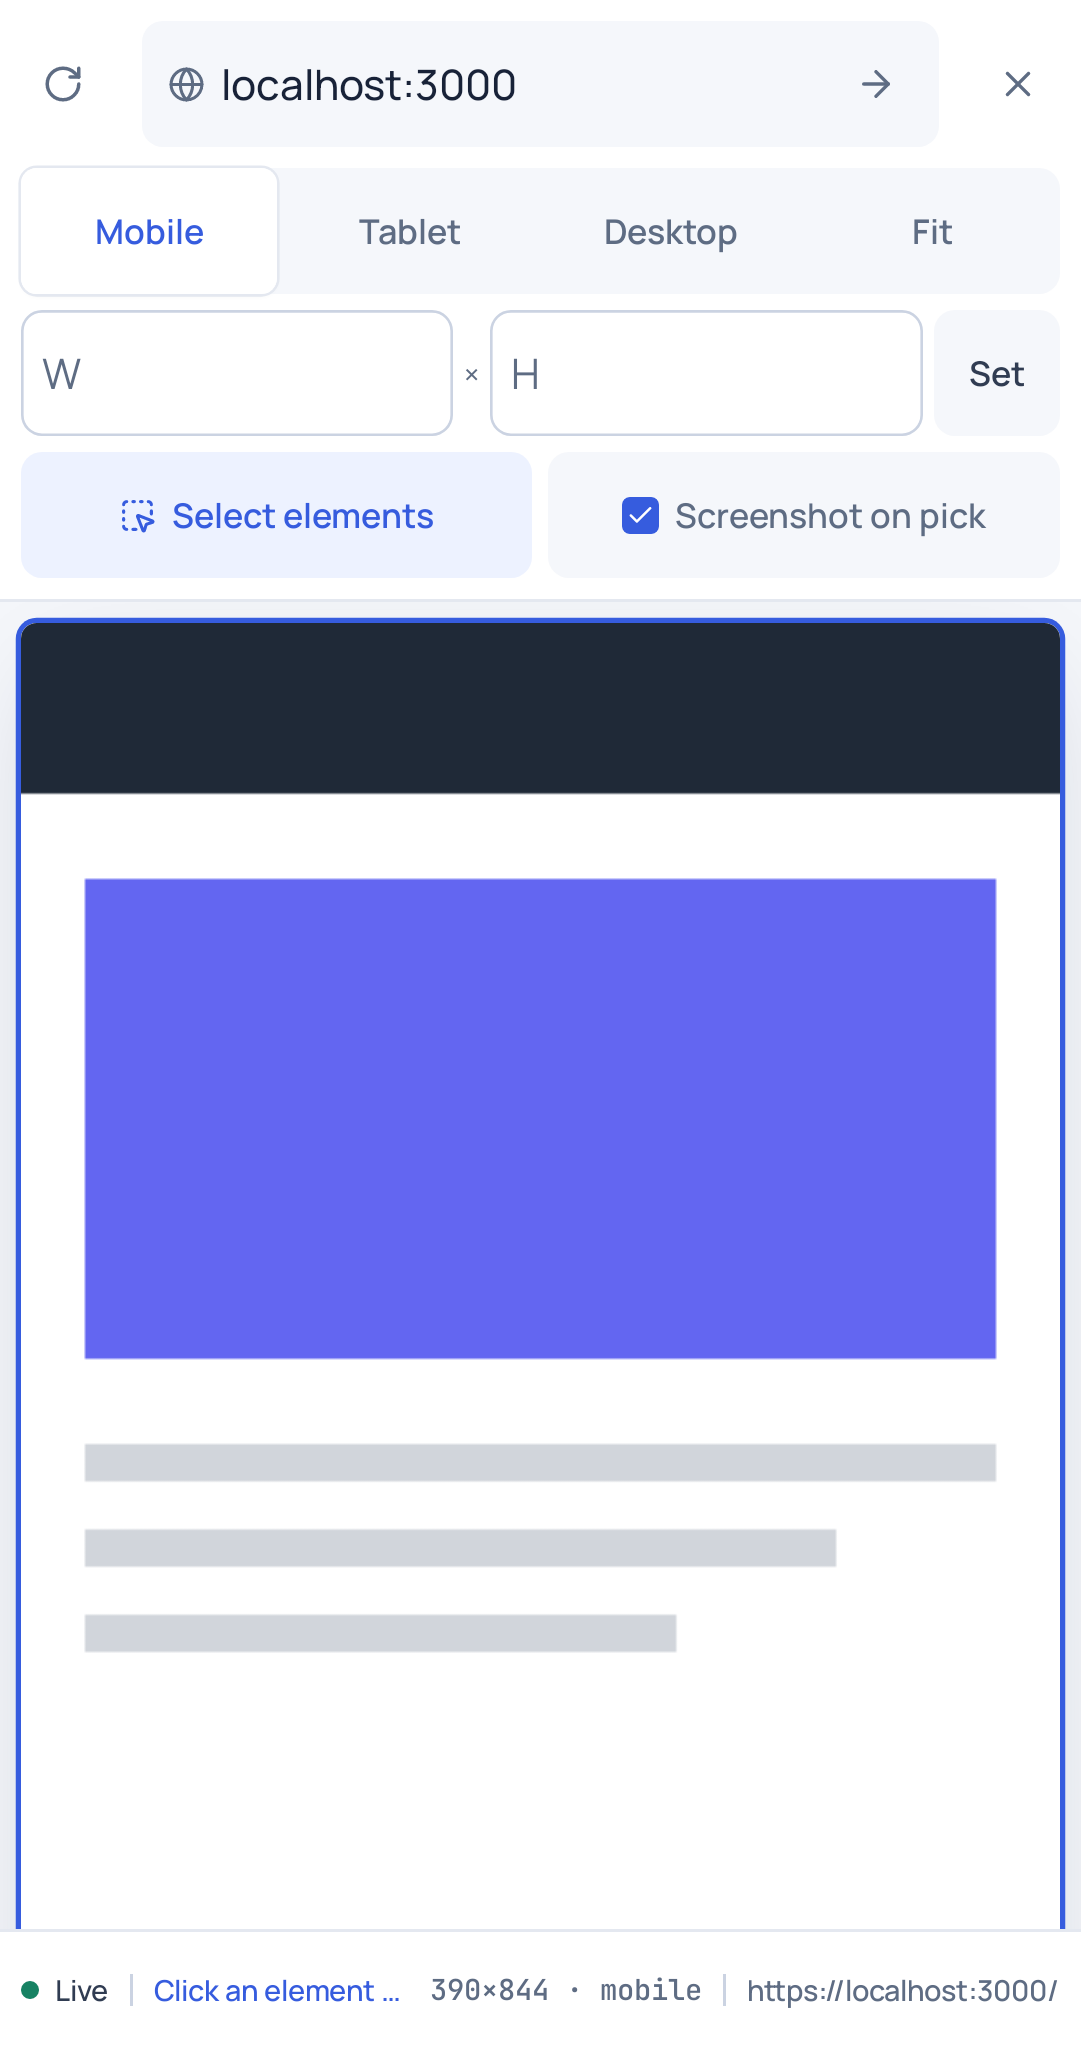 localhost:3000
Mobile Tablet Desktop Fit
W × H Set
Select elements Screenshot on pick
Live Click an element ... 390×844 · mobile https://localhost:3000/